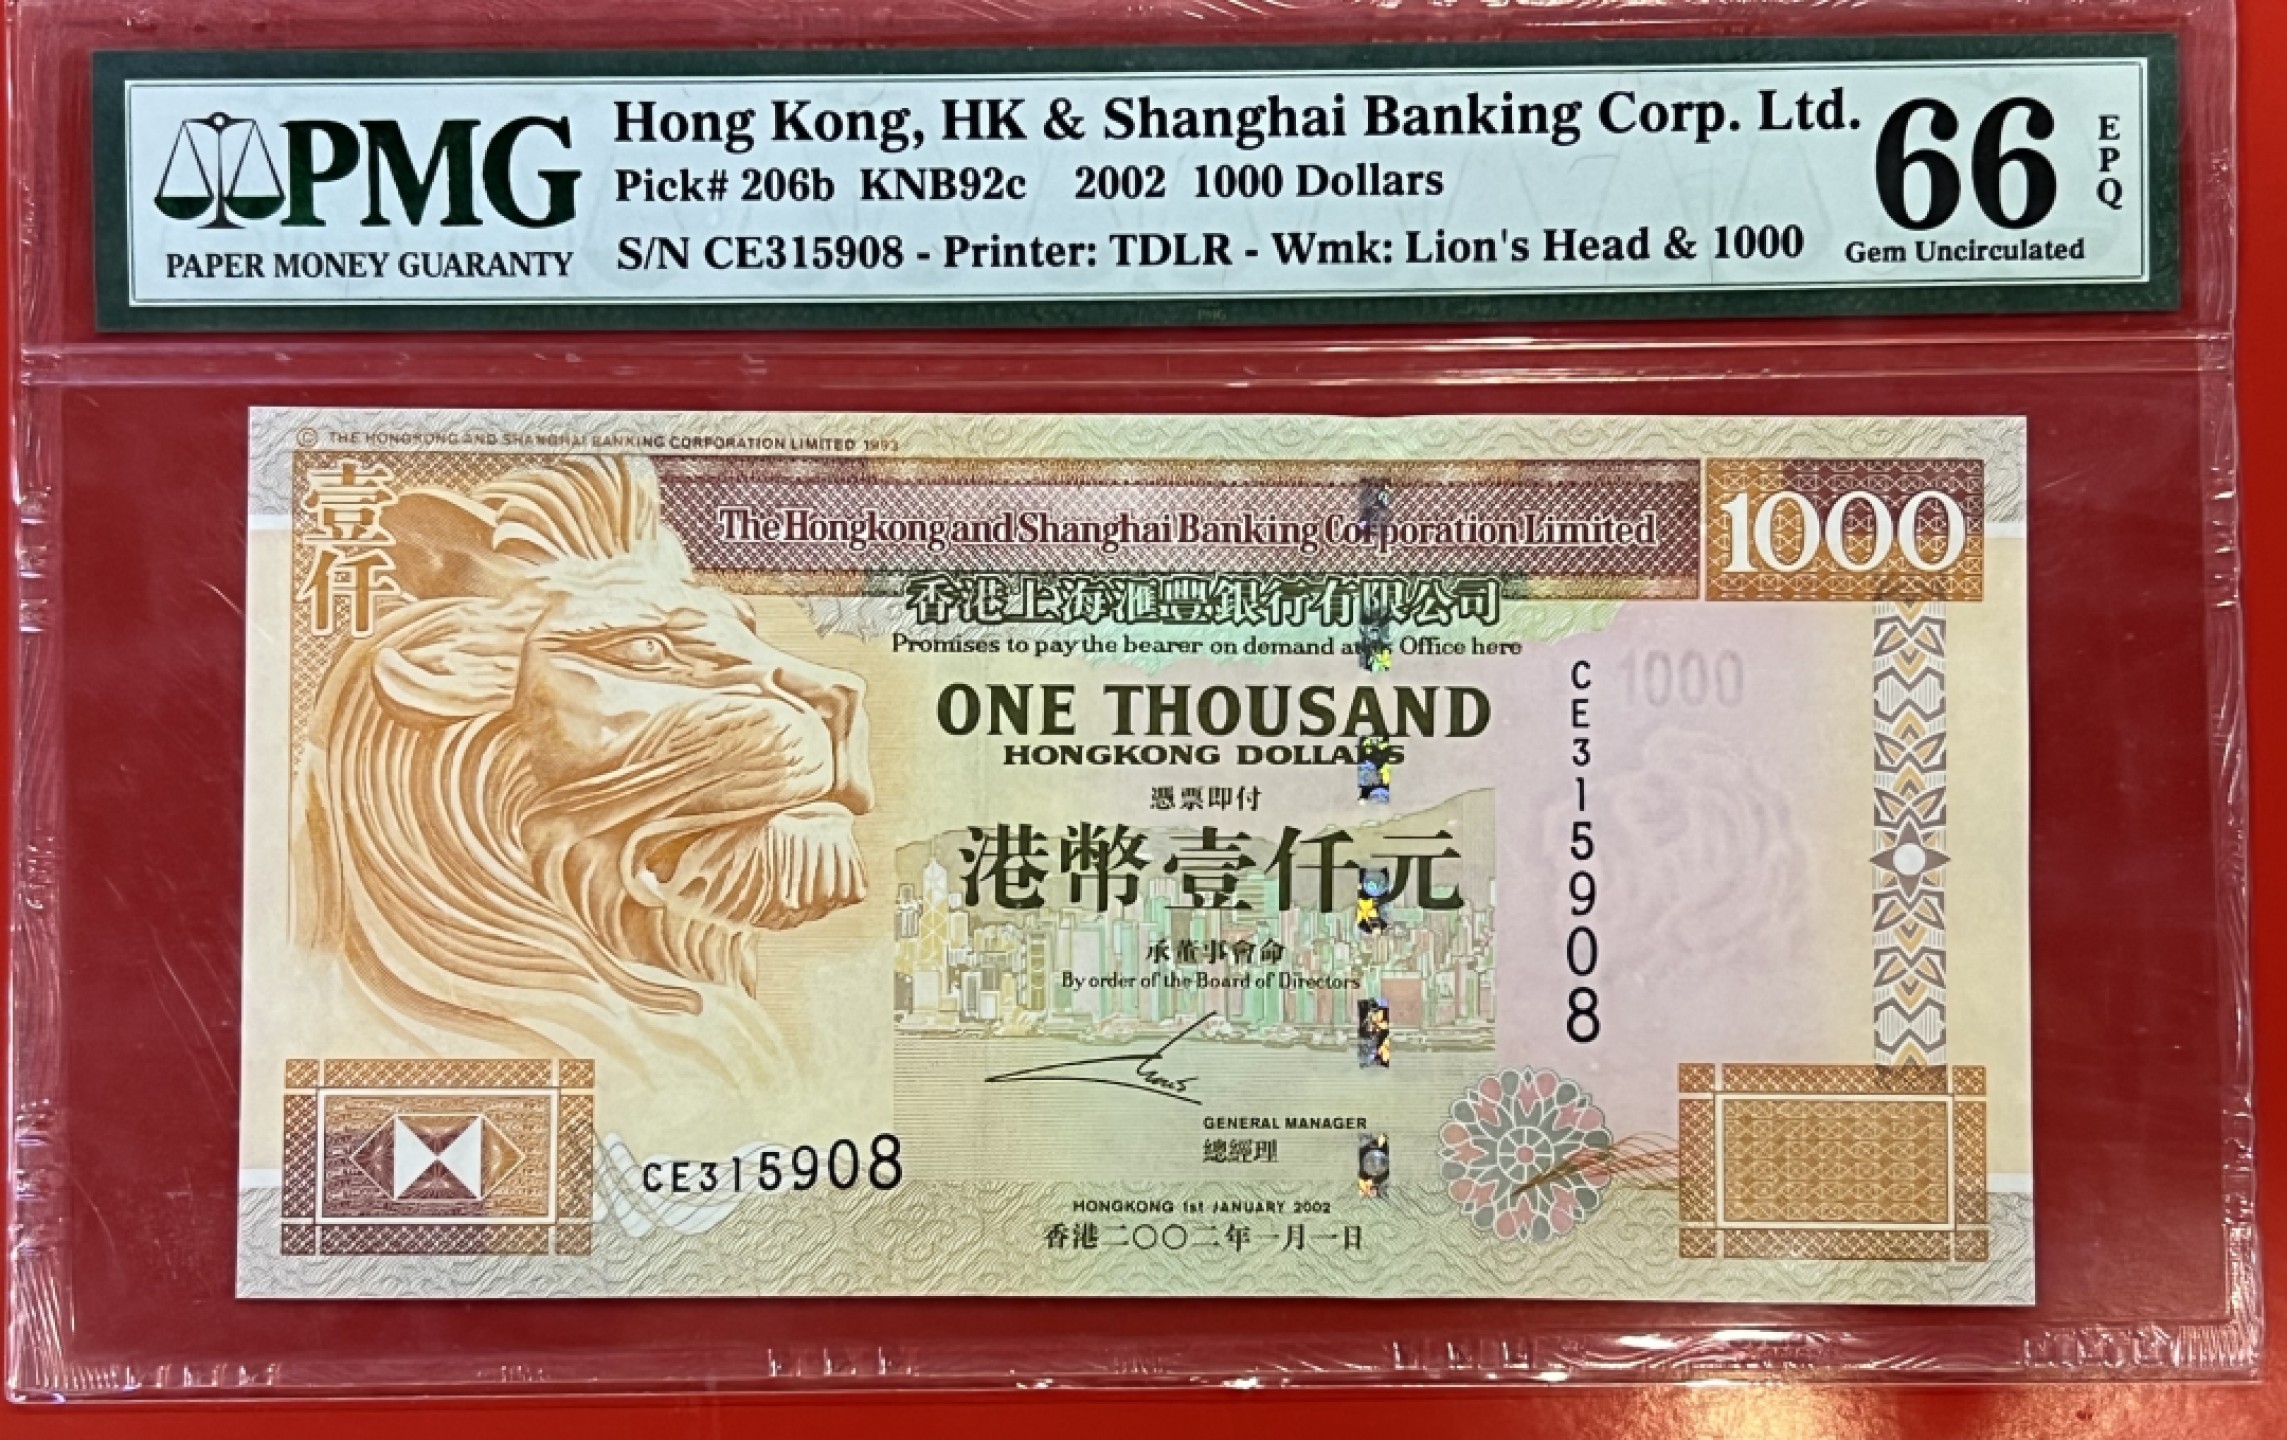 PMG
PAPER MONEY GUARANTY
Hong Kong, HK & Shanghai Banking Corp. Ltd.
Pick# 206b KNB92c 2002 1000 Dollars
S/N CE315908 - Printer: TDLR - Wmk: Lion's Head & 1000
66
EPQ
Gem Uncirculated
© THE HONGKONG AND SHANGHAI BANKING CORPORATION LIMITED 1993
壹仟
The Hongkong and Shanghai Banking Corporation Limited
1000
香港上海滙豐銀行有限公司
Promises to pay the bearer on demand at its Office here
1000
ONE THOUSAND
HONGKONG DOLLARS
CE315908
憑票即付
港幣壹仟元
承董事會命
By order of the Board of Directors
GENERAL MANAGER
總經理
CE315908
HONGKONG 1st JANUARY 2002
香港二〇〇二年一月一日